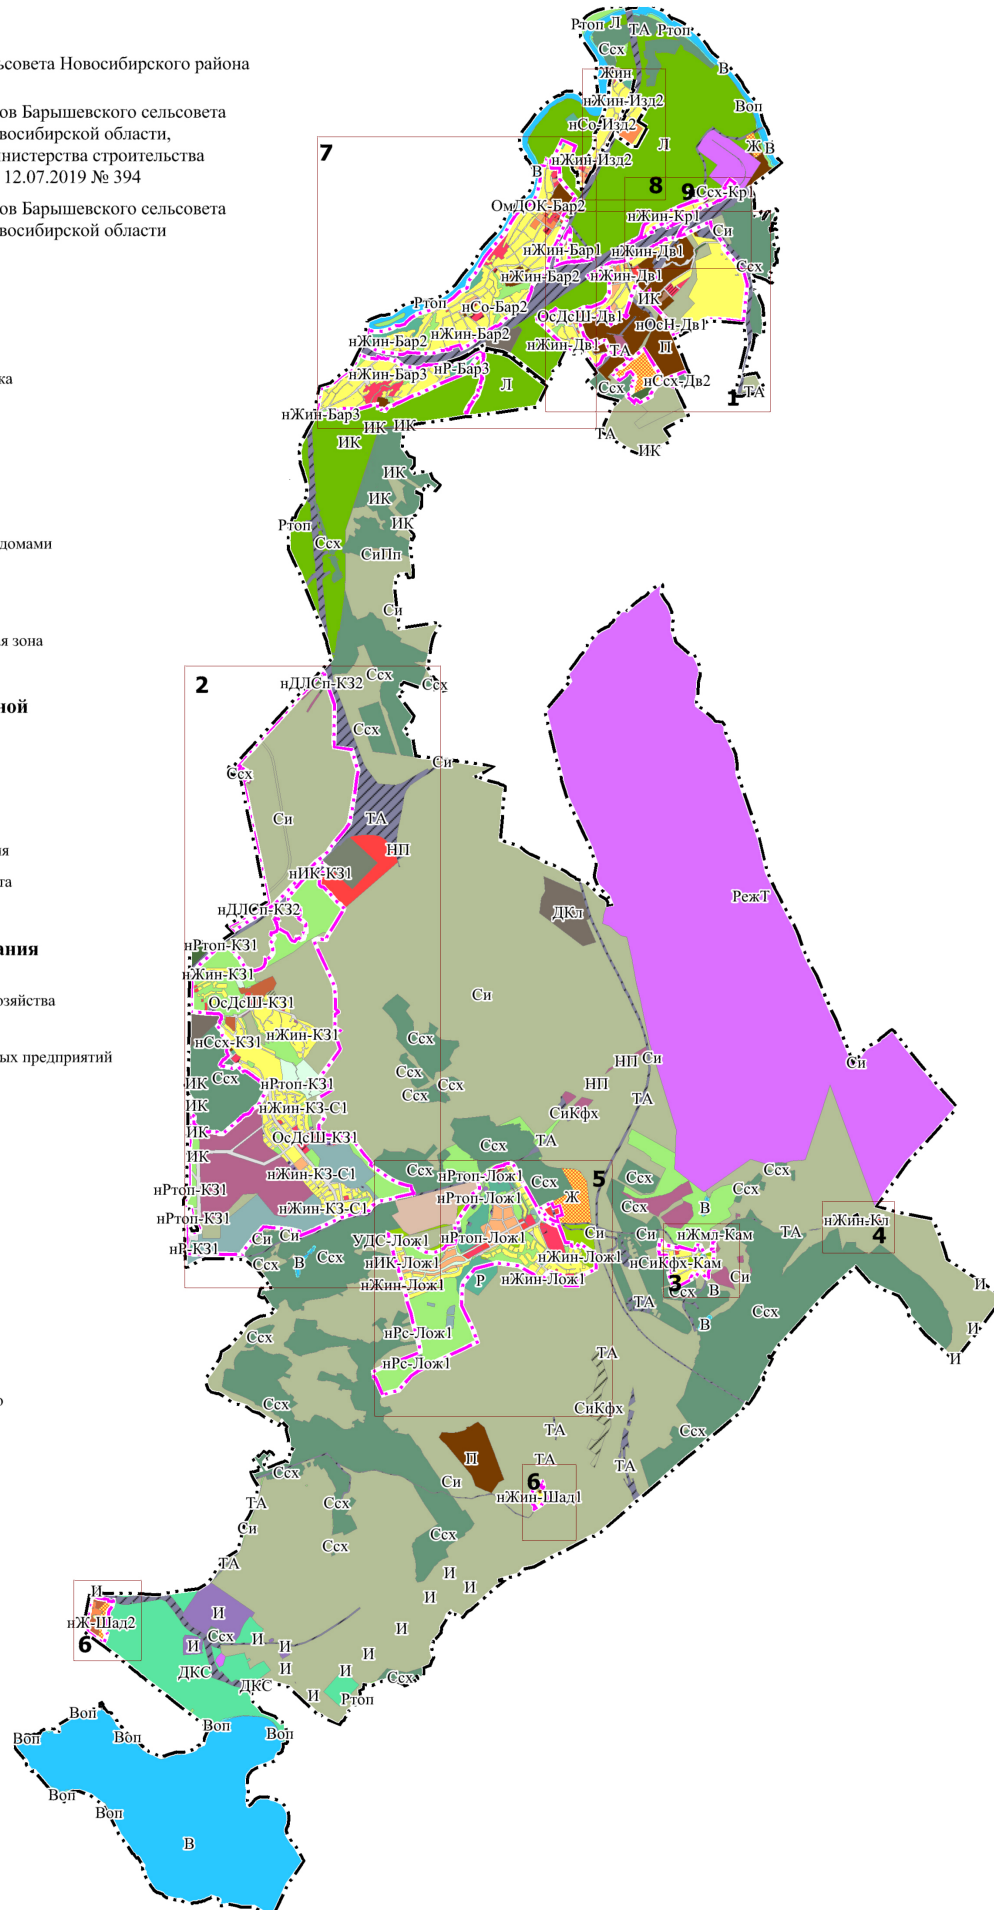 ьсовета Новосибирского района
ов Барышевского сельсовета
восибирской области,
нистерства строительства
12.07.2019 № 394
ов Барышевского сельсовета
восибирской области
ка
домами
ая зона
ной
ия
та
ания
озяйства
ых предприятий
о
Ртоп Л ТА Ртоп
Ссх
В
Жин
нЖин-Изд2
Воп
нСо-Изд2
7
Л
Ж В
нЖин-Изд2
В
8 9
нСсх-Кр1
ОмДОК-Бар2
нЖин-Кр1
Си
нЖин-Бар1 нЖин-Дв1
Ссх
нЖин-Бар2 нЖин-Дв1
Ртоп
нСо-Бар2
ИК
ОсДсШ-Дв1 нОсН-Дв1
нЖин-Бар2
нЖин-Бар2
нЖин-Дв1
ТА П
нР-Бар3
нЖин-Бар3
Л
Ссх
нСсх-Дв2
ТА
1
нЖин-Бар3
ИК ИК
ИК
ТА
ИК
ИК
ИК
Ртоп
ИК
Ссх
СиПп
Си
2
нДЛСп-КЗ2
Ссх
Ссх
Ссх
Си
Ссх
Си
ТА
НП
нИК-КЗ1
РежТ
нДЛСп-КЗ2
ДКл
нРтоп-КЗ1
нЖин-КЗ1
Си
ОсДсШ-КЗ1
нЖин-КЗ1
нСсх-КЗ1
Ссх
НП Си
Си
Ссх
Ссх
Ссх
Ссх
ИК
нРтоп-КЗ1
НП
ТА
ИК
нЖин-КЗ-С1
СиКфх
ИК
ОсДсШ-КЗ1
ТА
Ссх
ИК
нЖин-КЗ-С1
Ссх
нРтоп-Лож1
Ссх
5
Ссх
Ссх
нРтоп-КЗ1
нРтоп-Лож1
Ж
Ссх
В
Ссх
нРтоп-КЗ1
нЖин-КЗ-С1
нЖин-Кл
4
Си
Си
УДС-Лож1
нРтоп-Лож1
Си
Си
нЖмл-Кам
ТА
нР-КЗ1
Ссх
В
Ссх
нИК-Лож1
нЖин-Лож1
нСиКфх-Кам
нЖин-Лож1
Р
нЖин-Лож1
3
Си
Ссх
В
И
ТА
Ссх
В
Ссх
нРс-Лож1
И
нРс-Лож1
ТА
И
Ссх
СиКфх
ТА
Ссх
П
ТА
ТА
Ссх
Си
6
ТА
Ссх
нЖин-Шад1
Си
Ссх
Ссх
ТА
И
И
И
И
нЖ-Шад2
И
И
6
И
Ссх
И
И
И
ДКС
И
И
Ссх
ДКС
И
Ртоп
Воп
Воп
Воп
Воп
Воп
Воп
Воп
В